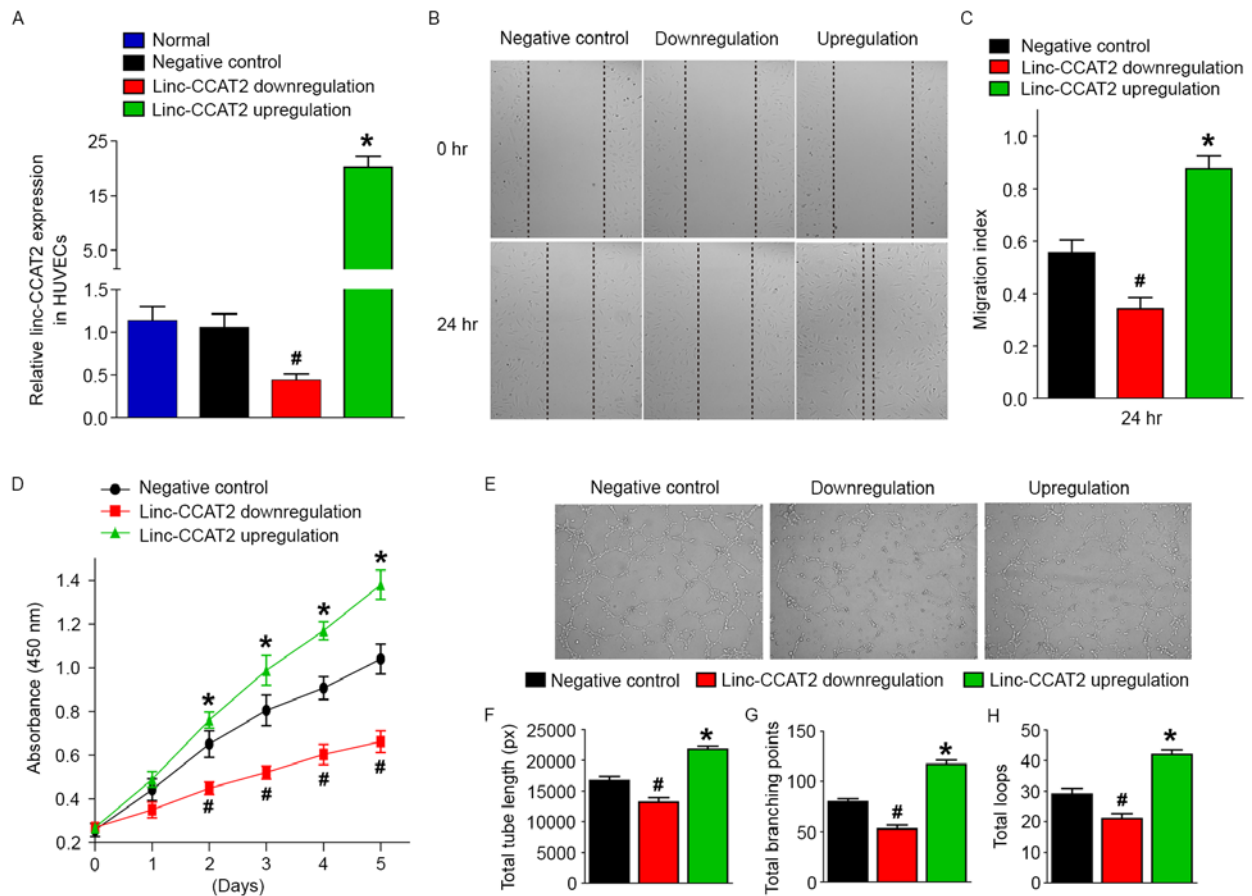 A
Normal
Negative control
Linc-CCAT2 downregulation
Linc-CCAT2 upregulation
Relative linc-CCAT2 expression
in HUVECs
25
15
5.0
1.5
1.0
0.5
0.0
#
*
B
Negative control Downregulation Upregulation
0 hr
24 hr
C
Negative control
Linc-CCAT2 downregulation
Linc-CCAT2 upregulation
Migration index
1.0
0.8
0.6
0.4
0.2
0.0
#
*
24 hr
D
Negative control
Linc-CCAT2 downregulation
Linc-CCAT2 upregulation
Absorbance (450 nm)
1.4
1.2
1.0
0.8
0.6
0.4
0.2
* * * *
# # # #
0 1 2 3 4 5
(Days)
E
Negative control Downregulation Upregulation
Negative control Linc-CCAT2 downregulation Linc-CCAT2 upregulation
F
Total tube length (px)
25000
20000
15000
10000
5000
0
#
*
G
Total branching points
150
100
50
0
#
*
H
Total loops
50
40
30
20
10
0
#
*